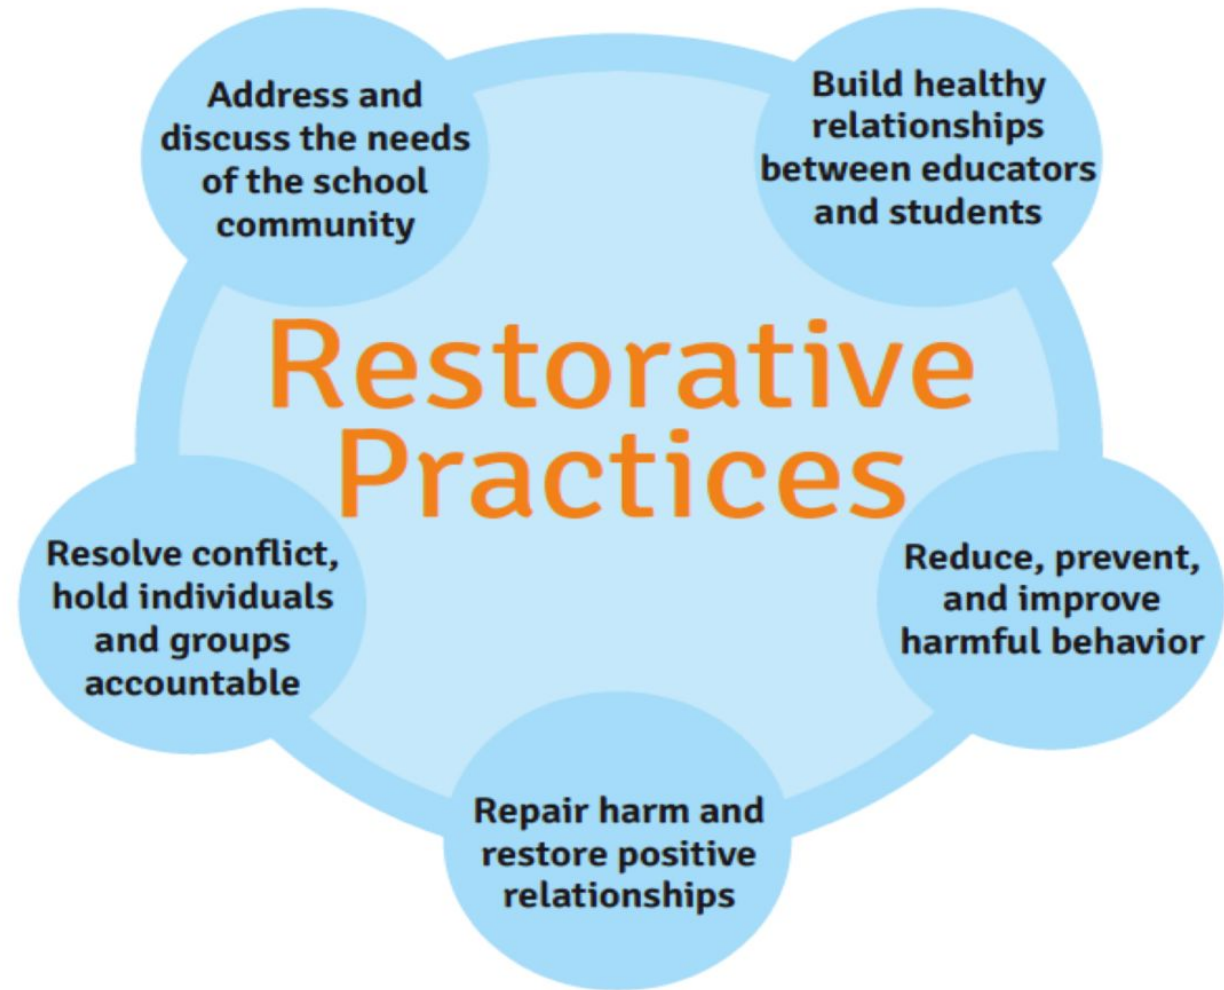 Address and
discuss the needs
of the school
community
Build healthy
relationships
between educators
and students
Restorative
Practices
Resolve conflict,
hold individuals
and groups
accountable
Reduce, prevent,
and improve
harmful behavior
Repair harm and
restore positive
relationships